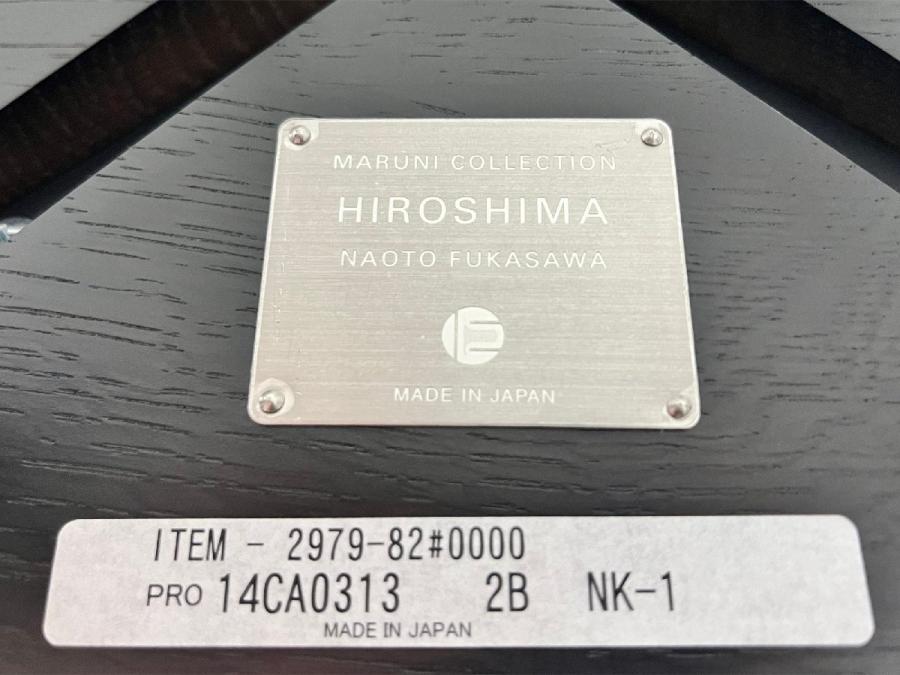 MARUNI COLLECTION
HIROSHIMA
NAOTO FUKASAWA
MADE IN JAPAN
ITEM - 2979-82#0000
PRO 14CA0313 2B NK-1
MADE IN JAPAN